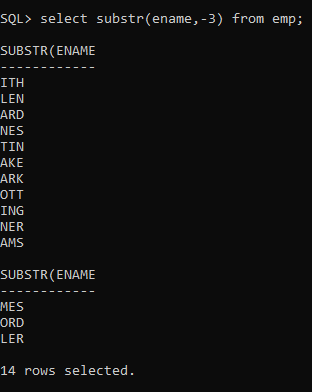 SQL> select substr(ename,-3) from emp;
SUBSTR(ENAME
------------
ITH
LEN
ARD
NES
TIN
AKE
ARK
OTT
ING
NER
AMS
SUBSTR(ENAME
------------
MES
ORD
LER
14 rows selected.